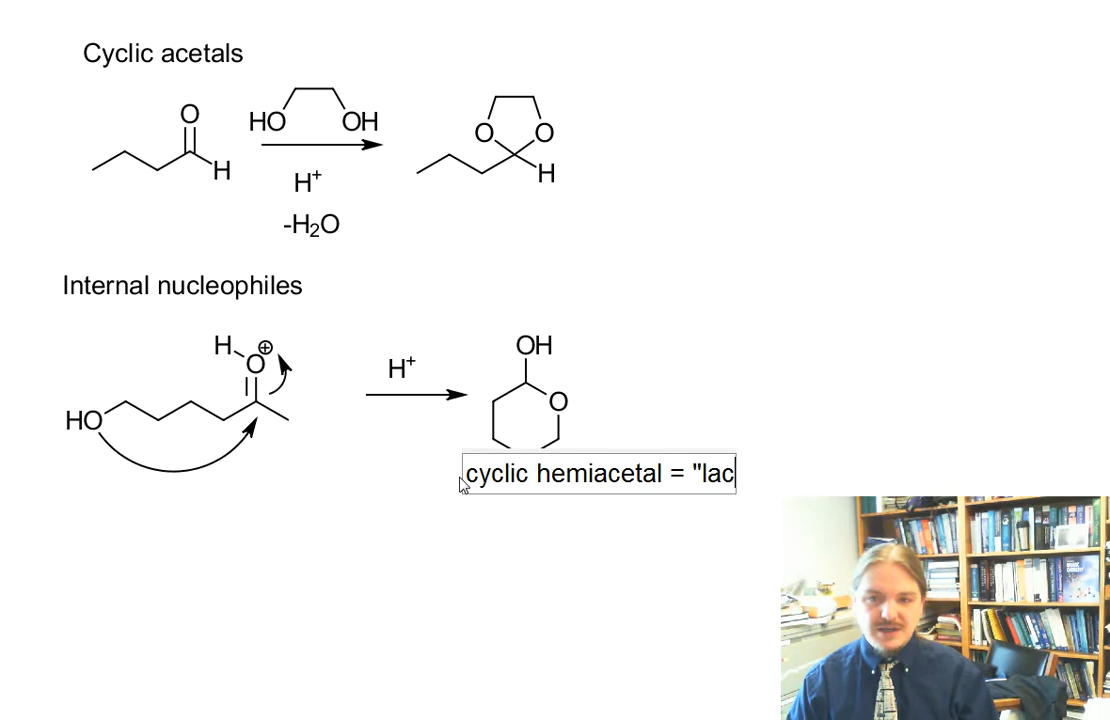 Cyclic acetals
O
H
HO OH
H⁺
-H₂O
O O
H
Internal nucleophiles
H O ⊕
HO
H⁺
OH
O
cyclic hemiacetal = "lac